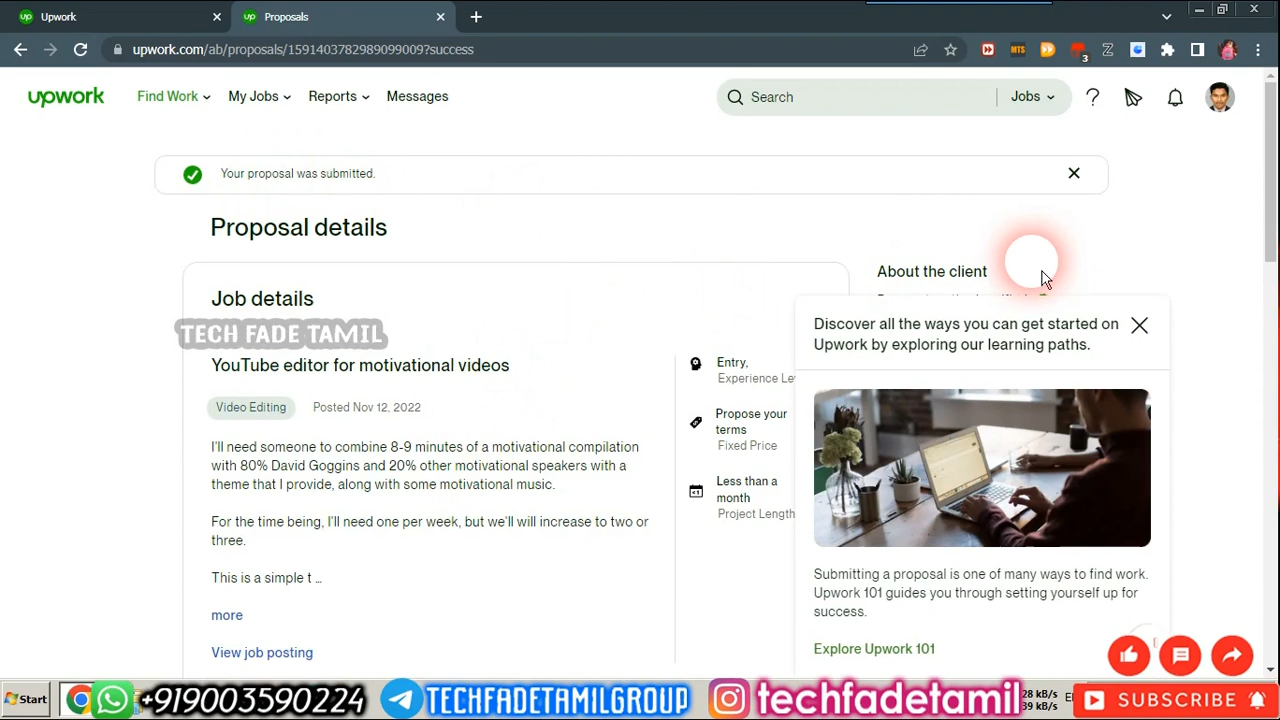 Upwork
Proposals
upwork.com/ab/proposals/1591403782989099009?success
MTS
3
upwork
Find Work
My Jobs
Reports
Messages
Search
Jobs
Your proposal was submitted.
Proposal details
About the client
Job details
TECH FADE TAMIL
YouTube editor for motivational videos
Video Editing
Posted Nov 12, 2022
I'll need someone to combine 8-9 minutes of a motivational compilation
with 80% David Goggins and 20% other motivational speakers with a
theme that I provide, along with some motivational music.
For the time being, I'll need one per week, but we'll will increase to two or
three.
This is a simple t ...
more
View job posting
Entry,
Experience Le
Propose your
terms
Fixed Price
Less than a
month
Project Length
Discover all the ways you can get started on
Upwork by exploring our learning paths.
Submitting a proposal is one of many ways to find work.
Upwork 101 guides you through setting yourself up for
success.
Explore Upwork 101
Start
+919003590224
TECHFADETAMILGROUP
techfadetamil
28 kB/s
39 kB/s
SUBSCRIBE